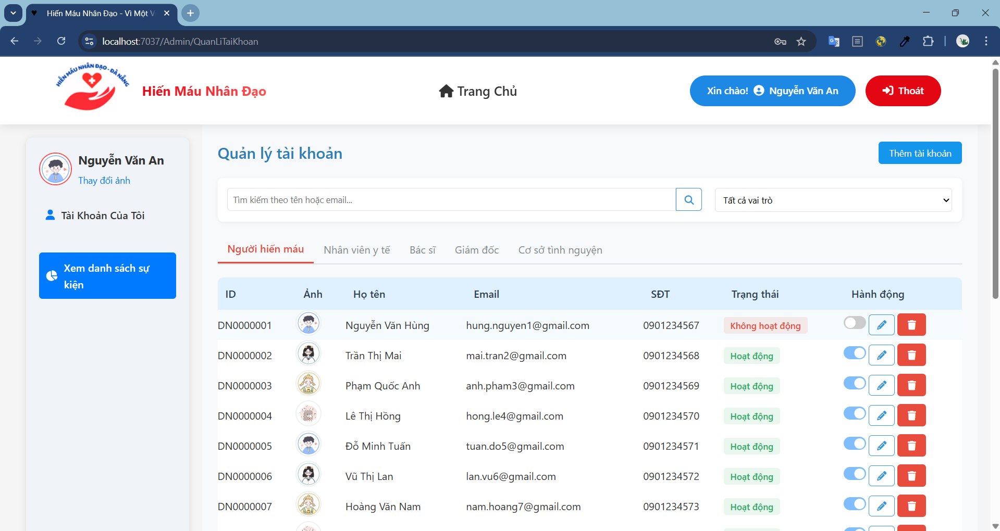 Hiến Máu Nhân Đạo - Vì Một V
localhost:7037/Admin/QuanLiTaiKhoan
HIẾN MÁU NHÂN ĐẠO - ĐÀ NẴNG
Hiến Máu Nhân Đạo
Trang Chủ
Xin chào! Nguyễn Văn An
Thoát
Nguyễn Văn An
Thay đổi ảnh
Tài Khoản Của Tôi
Xem danh sách sự
kiện
Quản lý tài khoản
Thêm tài khoản
Tìm kiếm theo tên hoặc email...
Tất cả vai trò
Người hiến máu Nhân viên y tế Bác sĩ Giám đốc Cơ sở tình nguyện
ID Ảnh Họ tên Email SĐT Trạng thái Hành động
DN0000001 Nguyễn Văn Hùng hung.nguyen1@gmail.com 0901234567 Không hoạt động
DN0000002 Trần Thị Mai mai.tran2@gmail.com 0901234568 Hoạt động
DN0000003 Phạm Quốc Anh anh.pham3@gmail.com 0901234569 Hoạt động
DN0000004 Lê Thị Hồng hong.le4@gmail.com 0901234570 Hoạt động
DN0000005 Đỗ Minh Tuấn tuan.do5@gmail.com 0901234571 Hoạt động
DN0000006 Vũ Thị Lan lan.vu6@gmail.com 0901234572 Hoạt động
DN0000007 Hoàng Văn Nam nam.hoang7@gmail.com 0901234573 Hoạt động